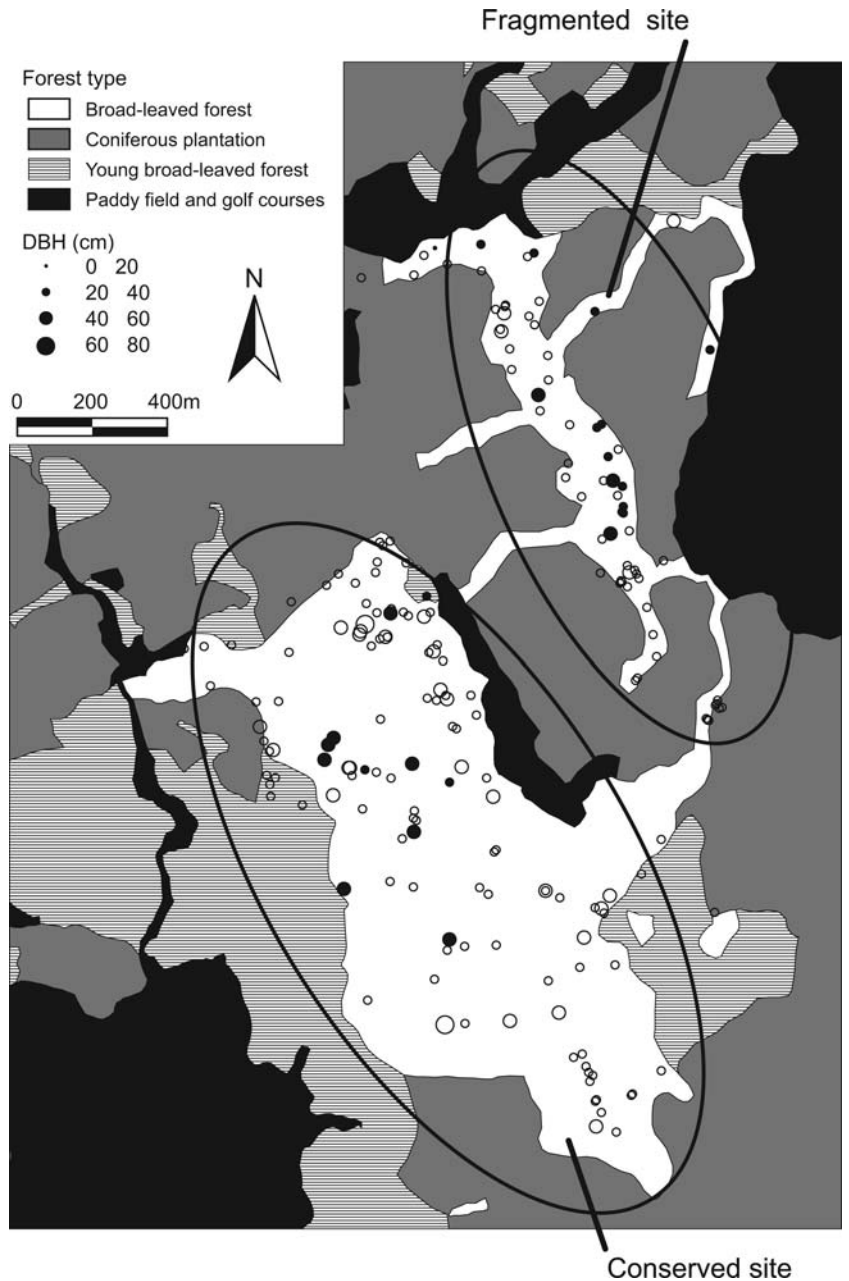 Fragmented site
Forest type
Broad-leaved forest
Coniferous plantation
Young broad-leaved forest
Paddy field and golf courses
DBH (cm)
0 20
20 40
40 60
60 80
N
0 200 400m
Conserved site